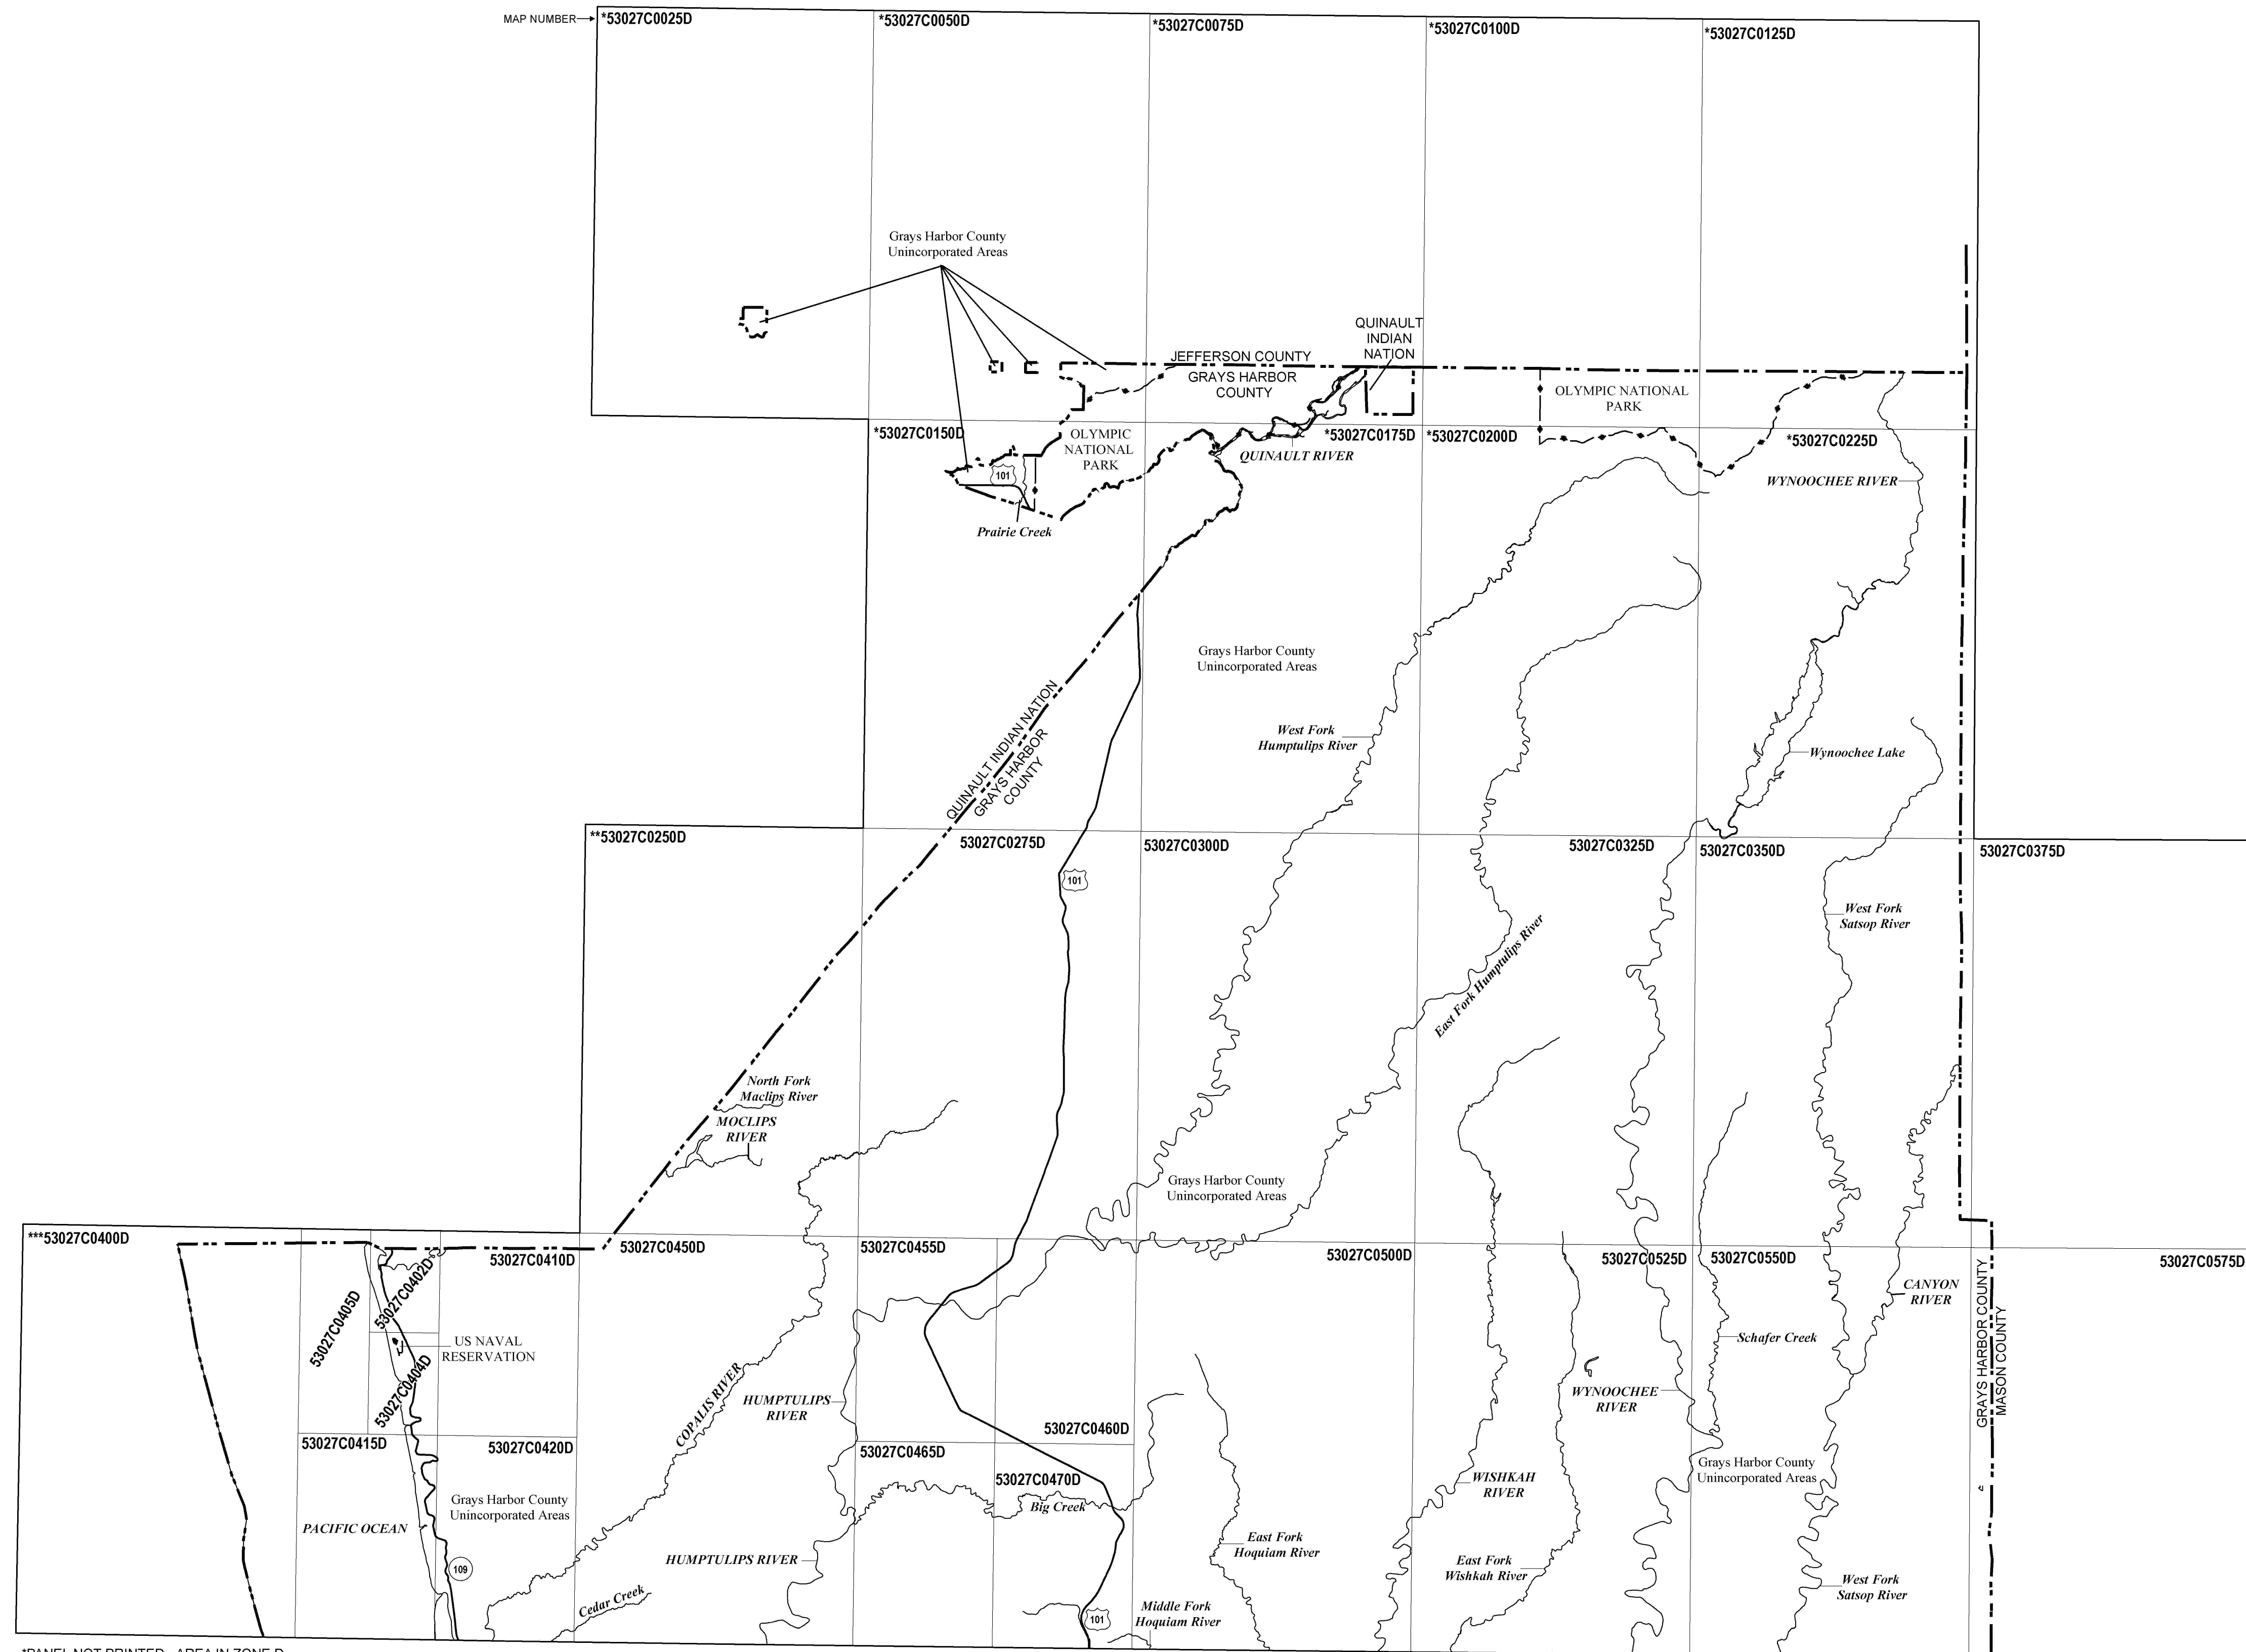 MAP NUMBER
*53027C0025D
*53027C0050D
*53027C0075D
*53027C0100D
*53027C0125D
Grays Harbor County
Unincorporated Areas
QUINAULT
INDIAN
NATION
JEFFERSON COUNTY
GRAYS HARBOR
COUNTY
OLYMPIC NATIONAL
PARK
*53027C0150D
OLYMPIC
NATIONAL
PARK
*53027C0175D
*53027C0200D
*53027C0225D
QUINAULT RIVER
101
WYNOOCHEE RIVER
Prairie Creek
Grays Harbor County
Unincorporated Areas
QUINAULT INDIAN NATION
GRAYS HARBOR
COUNTY
West Fork
Humptulips River
Wynoochee Lake
**53027C0250D
53027C0275D
53027C0300D
53027C0325D
53027C0350D
53027C0375D
101
West Fork
Satsop River
East Fork Humptulips River
North Fork
Maclips River
MOCLIPS
RIVER
Grays Harbor County
Unincorporated Areas
***53027C0400D
53027C0402D
53027C0405D
53027C0404D
53027C0410D
53027C0450D
53027C0455D
53027C0500D
53027C0525D
53027C0550D
53027C0575D
CANYON
RIVER
GRAYS HARBOR COUNTY
MASON COUNTY
US NAVAL
RESERVATION
Schafer Creek
COPALIS RIVER
HUMPTULIPS
RIVER
WYNOOCHEE
RIVER
53027C0415D
53027C0420D
53027C0460D
53027C0465D
53027C0470D
Grays Harbor County
Unincorporated Areas
WISHKAH
RIVER
Big Creek
Grays Harbor County
Unincorporated Areas
PACIFIC OCEAN
HUMPTULIPS RIVER
East Fork
Hoquiam River
East Fork
Wishkah River
109
West Fork
Satsop River
Cedar Creek
Middle Fork
Hoquiam River
101
*PANEL NOT PRINTED - AREA IN ZONE D